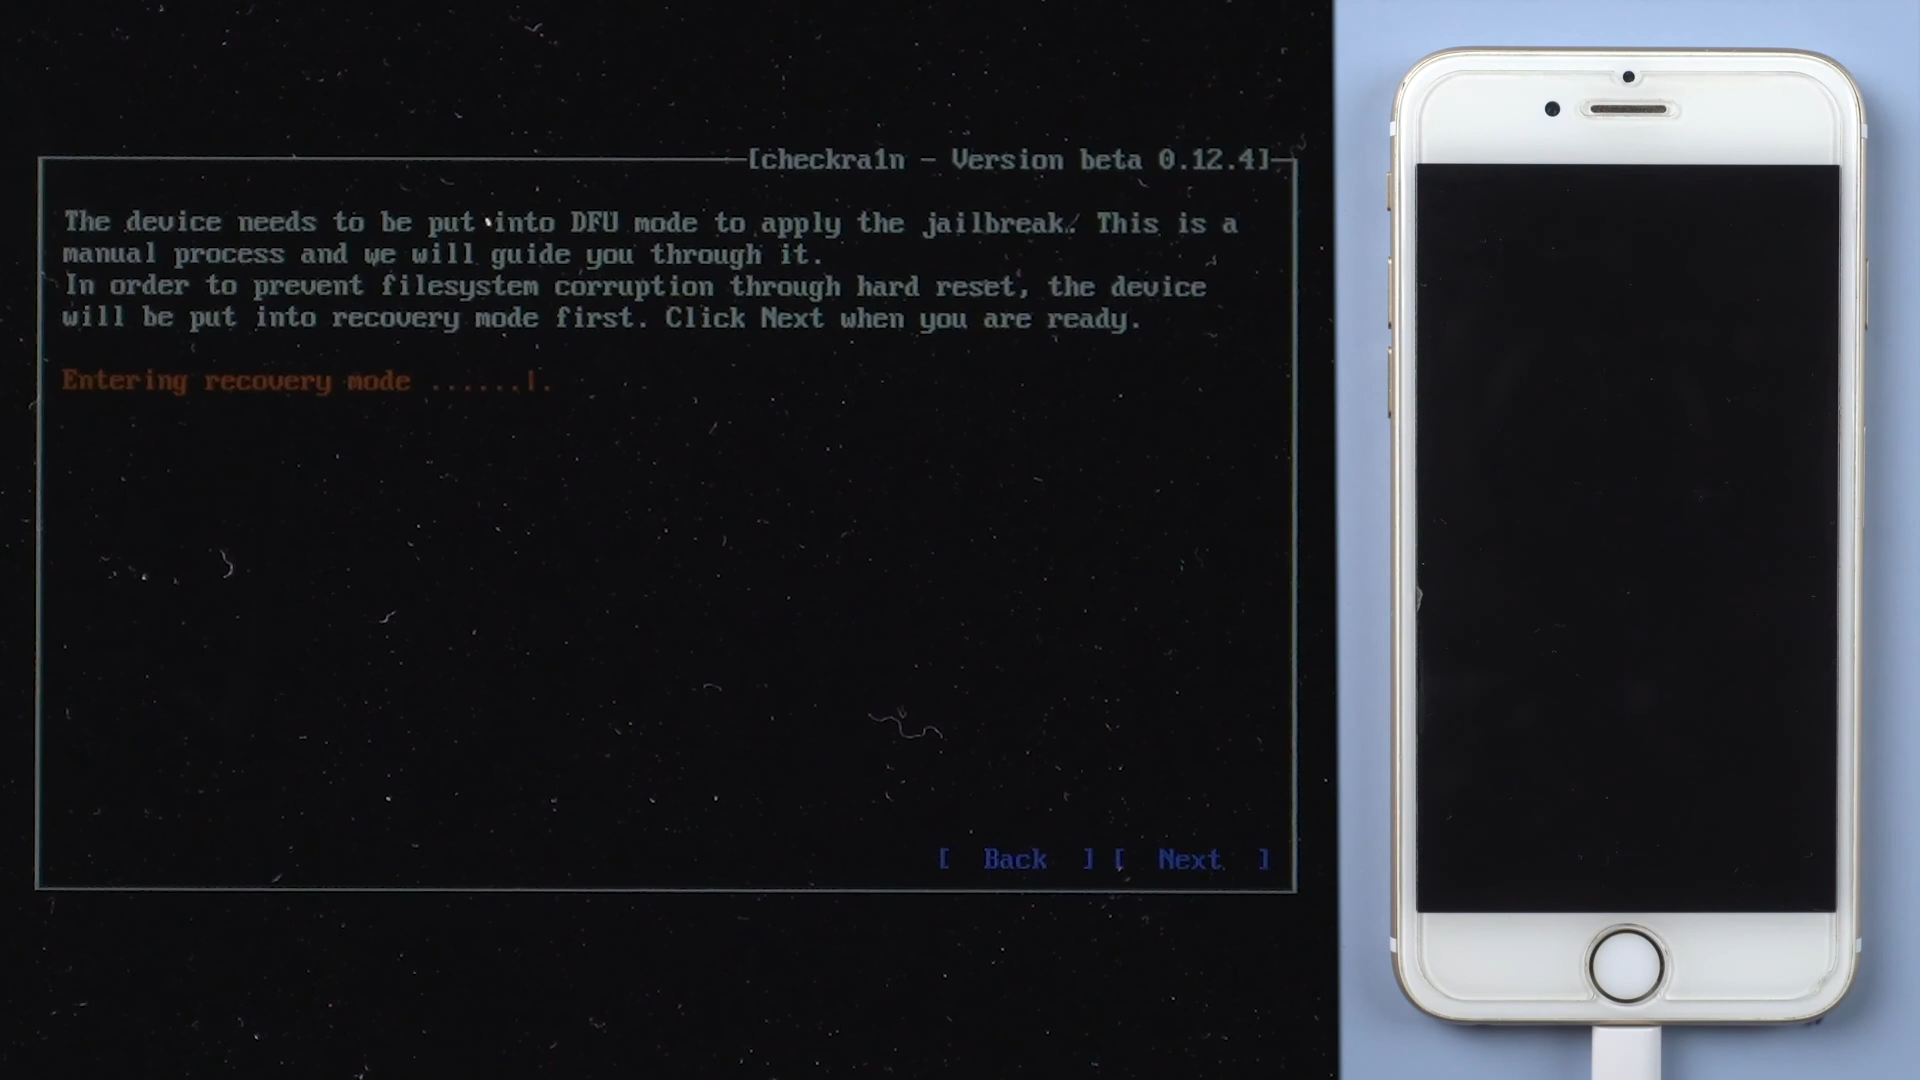 [checkra1n - Version beta 0.12.4]
The device needs to be put into DFU mode to apply the jailbreak. This is a
manual process and we will guide you through it.
In order to prevent filesystem corruption through hard reset, the device
will be put into recovery mode first. Click Next when you are ready.
Entering recovery mode ......|.
[ Back ] [ Next ]